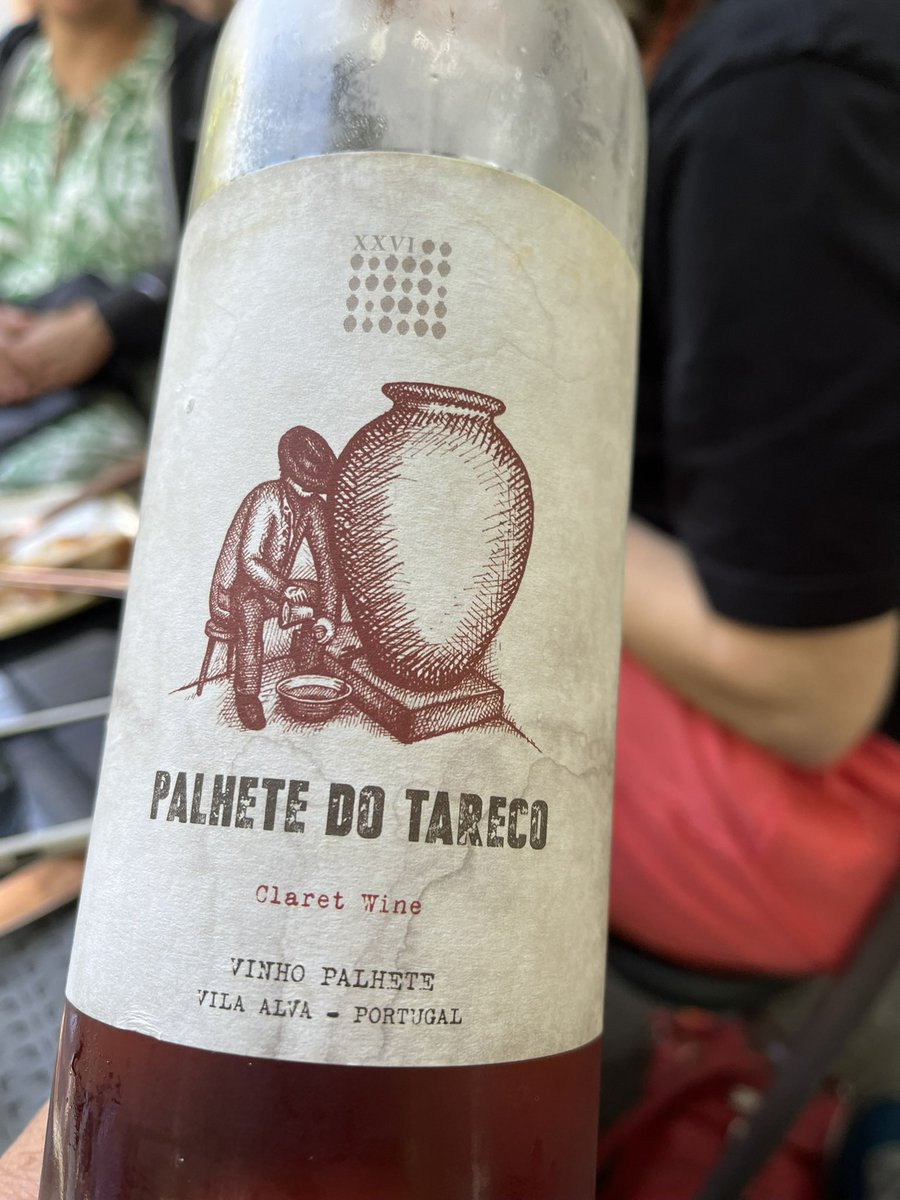 XXVI
PALHETE DO TARECO
Claret Wine
VINHO PALHETE
VILA ALVA - PORTUGAL